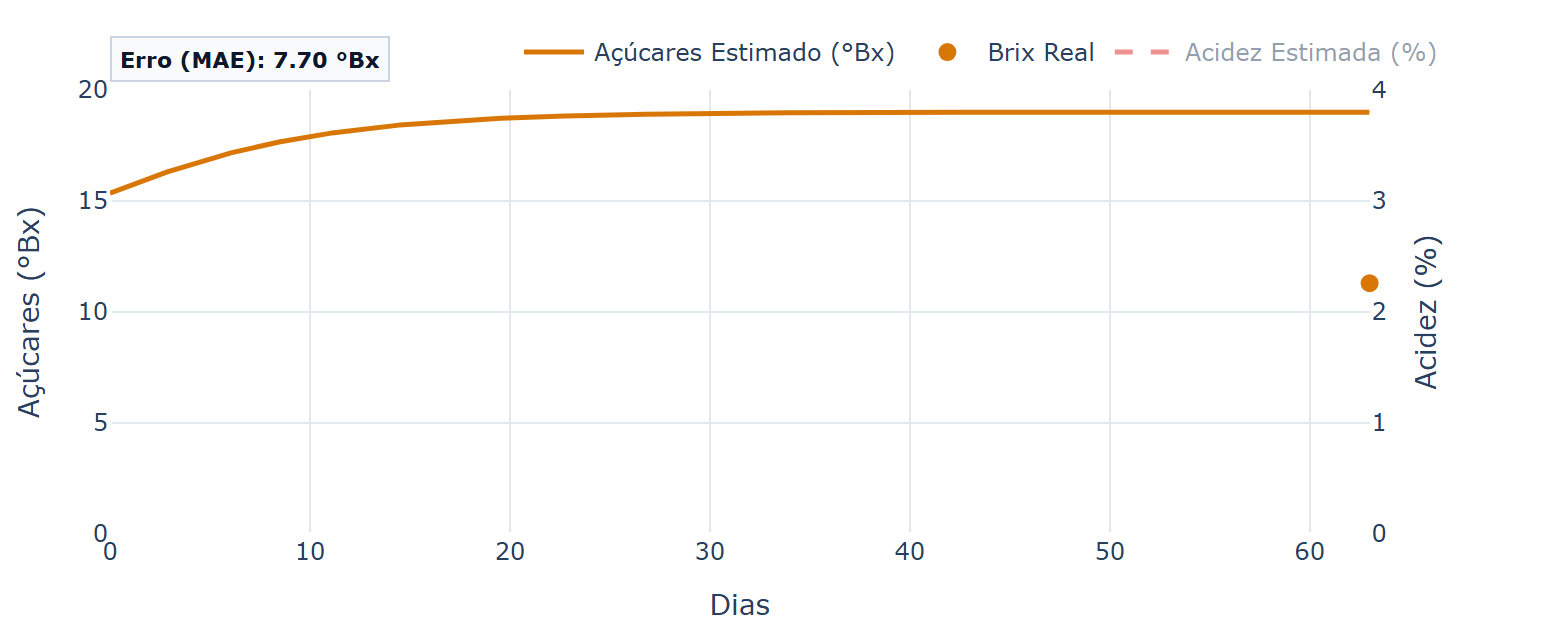 Erro (MAE): 7.70 °Bx
Açúcares Estimado (°Bx)
Brix Real
Acidez Estimada (%)
20
15
10
5
0
Açúcares (°Bx)
4
3
2
1
0
Acidez (%)
0
10
20
30
40
50
60
Dias